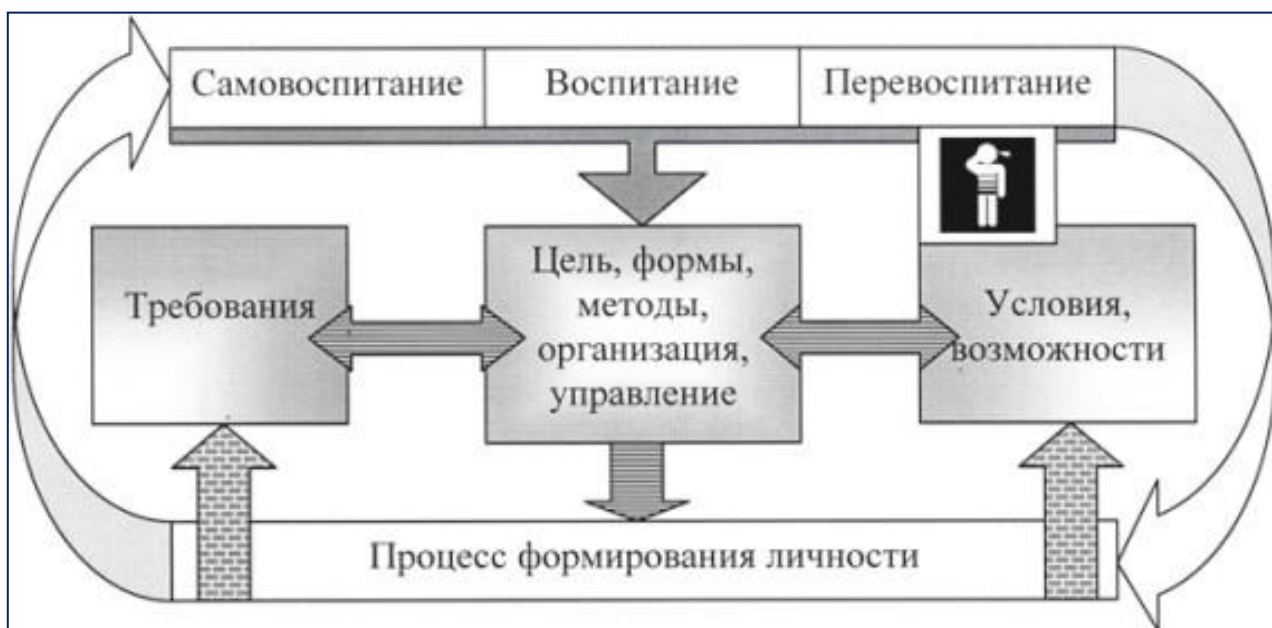 Самовоспитание
Воспитание
Перевоспитание
Требования
Цель, формы,
методы,
организация,
управление
Условия,
возможности
Процесс формирования личности